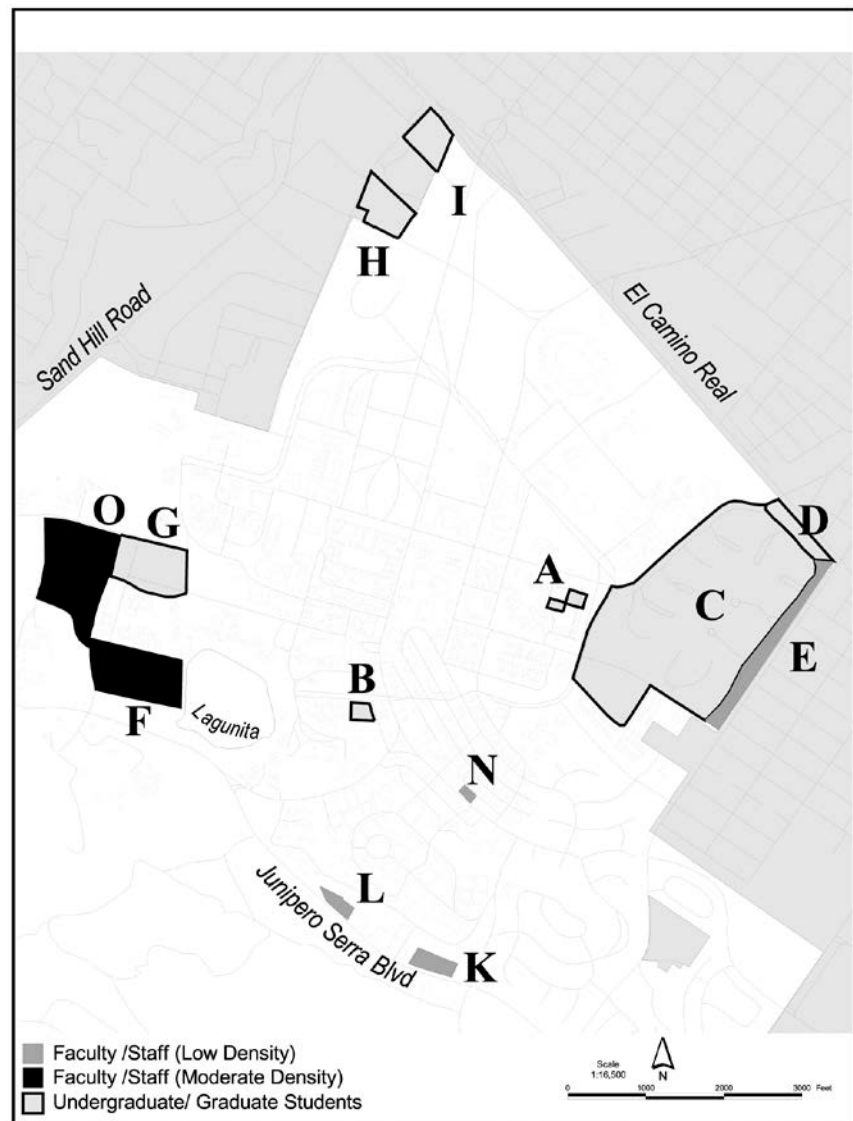 I
H
Sand Hill Road
El Camino Real
O
G
D
A
C
E
B
F
Lagunita
N
L
Junipero Serra Blvd
K
Faculty /Staff (Low Density)
Faculty /Staff (Moderate Density)
Undergraduate/ Graduate Students
Scale
1:16,500
N
0 1000 2000 3000 Feet